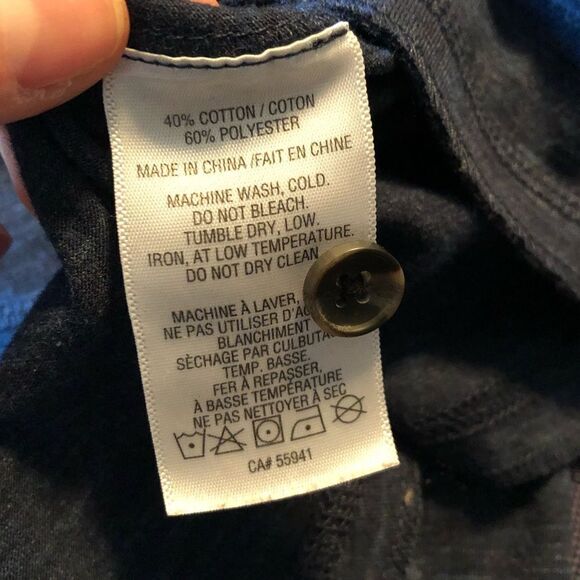 40% COTTON / COTON
60% POLYESTER
MADE IN CHINA /FAIT EN CHINE
MACHINE WASH, COLD.
DO NOT BLEACH.
TUMBLE DRY, LOW.
IRON, AT LOW TEMPERATURE.
DO NOT DRY CLEAN
MACHINE À LAVER,
NE PAS UTILISER
BLANCHIMENT
SÈCHAGE PAR
TEMP. BASSE.
FER À REPASSER,
À BASSE TEMPÉRATURE
NE PAS NETTOYER À SEC
CA# 55941